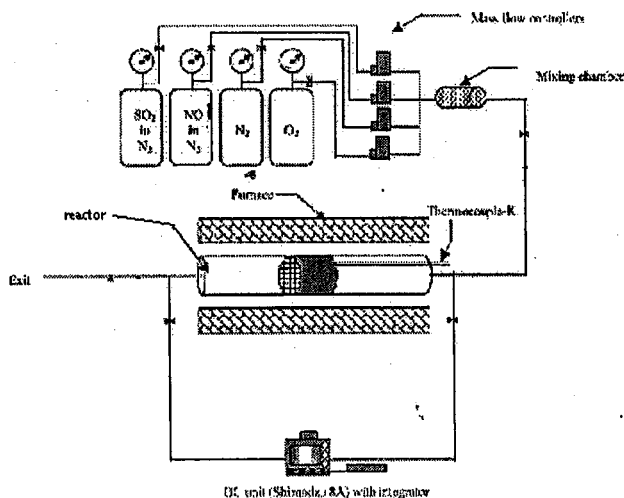 Mass flow controllers
Mixing chamber
SO2
in
N2
NO
in
N2
N2
O2
Furnace
Thermocouple-K
reactor
Exit
unit (Shimadzu 8A) with integrator